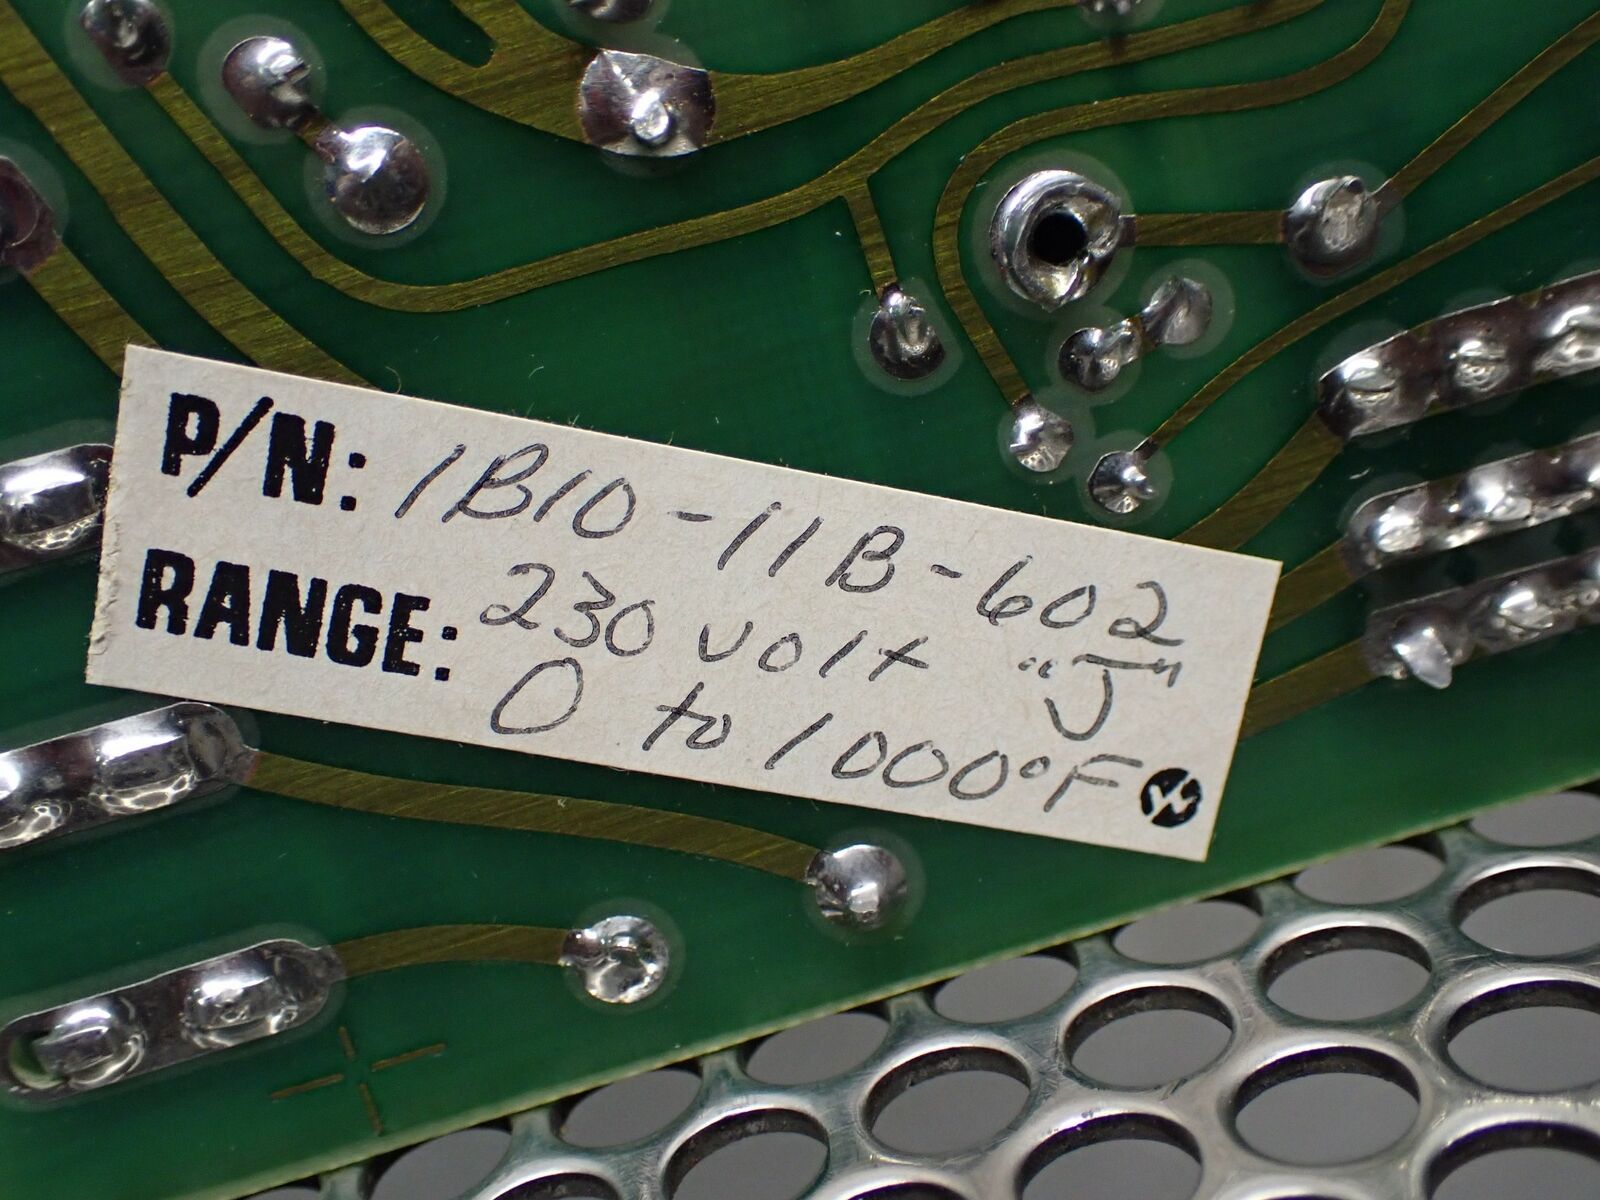 P/N: 1B10-11B-602
RANGE: 230 volt "J"
0 to 1000°F W